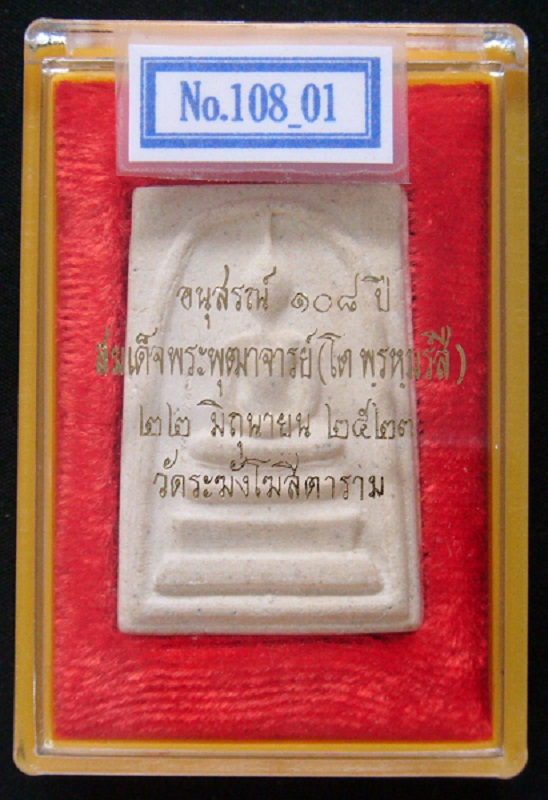 No.108_01
อนุสรณ์ ๑๐๘ ปี
สมเด็จพระพุฒาจารย์ (โต พฺรหฺมรํสี)
๒๒ มิถุนายน ๒๕๒๓
วัดระฆังโฆสิตาราม